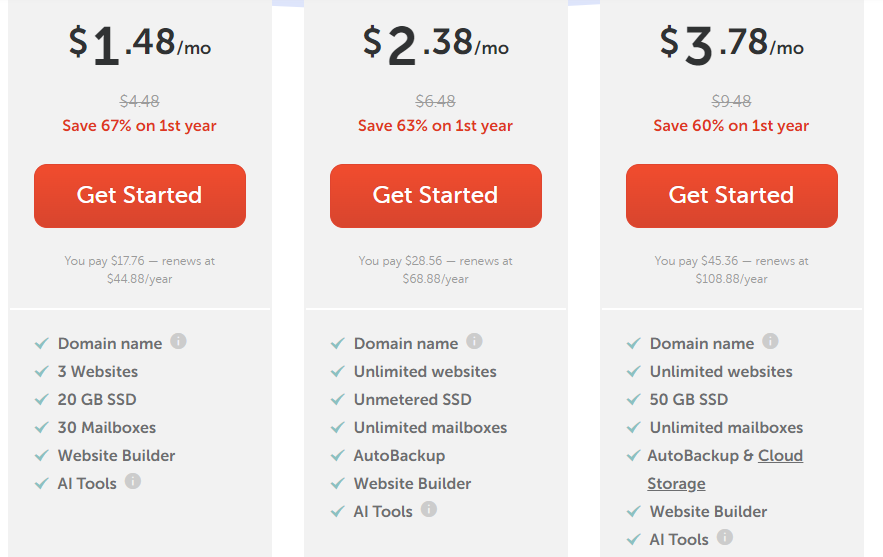 $1.48/mo
$4.48
Save 67% on 1st year
Get Started
You pay $17.76 — renews at
$44.88/year
Domain name
3 Websites
20 GB SSD
30 Mailboxes
Website Builder
AI Tools
$2.38/mo
$6.48
Save 63% on 1st year
Get Started
You pay $28.56 — renews at
$68.88/year
Domain name
Unlimited websites
Unmetered SSD
Unlimited mailboxes
AutoBackup
Website Builder
AI Tools
$3.78/mo
$9.48
Save 60% on 1st year
Get Started
You pay $45.36 — renews at
$108.88/year
Domain name
Unlimited websites
50 GB SSD
Unlimited mailboxes
AutoBackup & Cloud
Storage
Website Builder
AI Tools